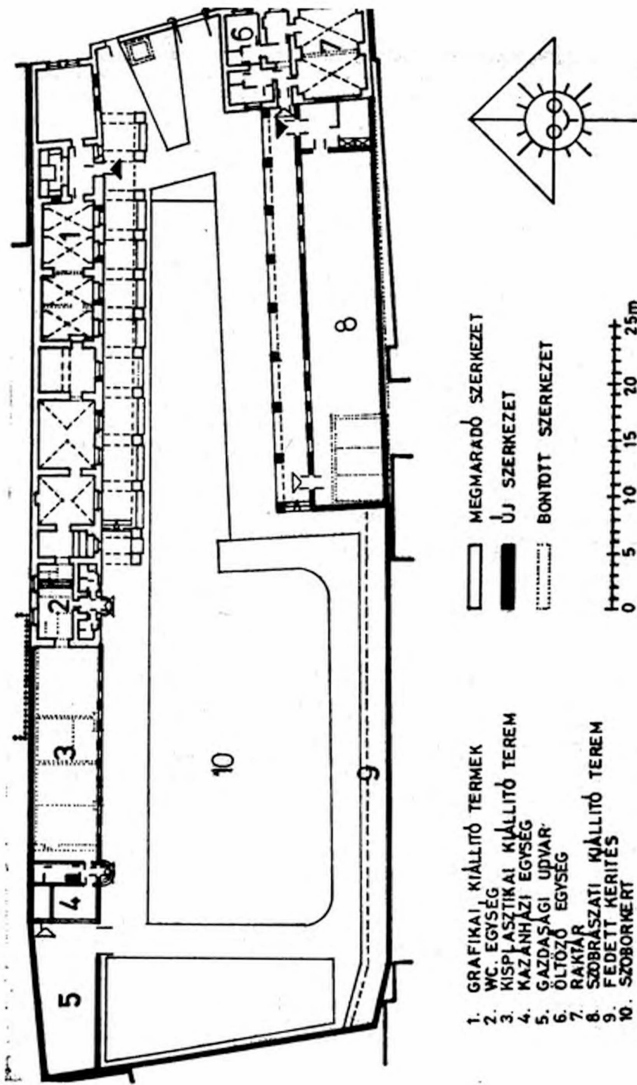 1
2
3
4
5
6
7
8
9
10
MEGMARADÓ SZERKEZET
ÚJ SZERKEZET
BONTOTT SZERKEZET
0 5 10 15 20 25m
1. GRAFIKAI KIÁLLITÓ TERMEK
2. WC. EGYSÉG
3. KISPLASZTIKAI KIÁLLITÓ TEREM
4. KAZÁNHÁZI EGYSÉG
5. GAZDASÁGI UDVAR
6. ÖLTÖZŐ EGYSÉG
7. RAKTÁR
8. SZOBRÁSZATI KIÁLLITÓ TEREM
9. FEDETT KERITÉS
10. SZOBORKERT